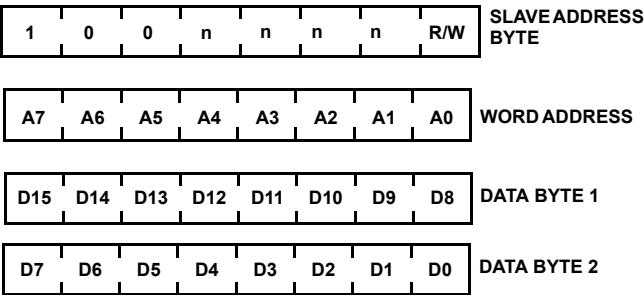 1 0 0 n n n n R/W SLAVE ADDRESS
BYTE
A7 A6 A5 A4 A3 A2 A1 A0 WORD ADDRESS
D15 D14 D13 D12 D11 D10 D9 D8 DATA BYTE 1
D7 D6 D5 D4 D3 D2 D1 D0 DATA BYTE 2